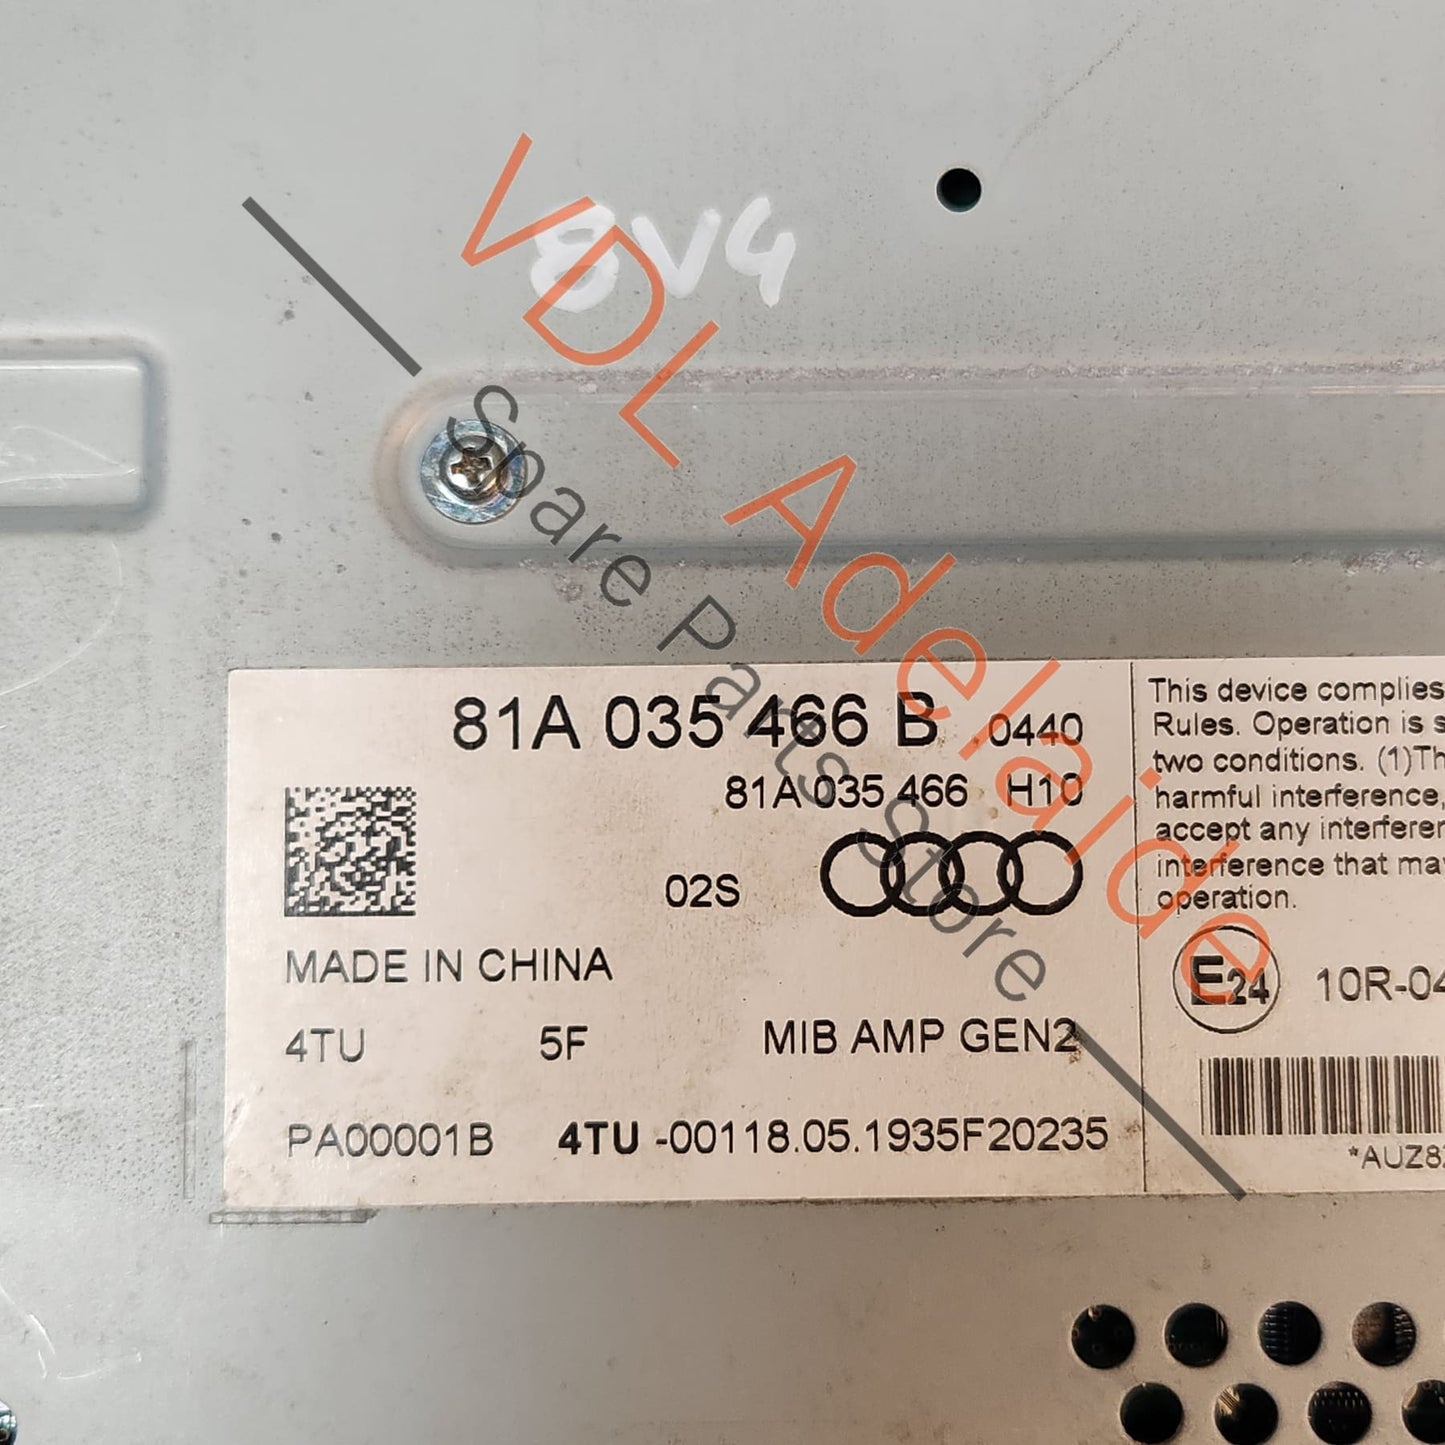 8V4
VDL Adelaide
Spare Parts Store
81A 035 466 B 0440
81A 035 466 H10
02S
MADE IN CHINA
4TU 5F MIB AMP GEN2
PA00001B 4TU -00118.05.1935F20235
This device complies
Rules. Operation is s
two conditions. (1)Th
harmful interference,
accept any interferen
interference that may
operation.
E24 10R-04
*AUZ8Z